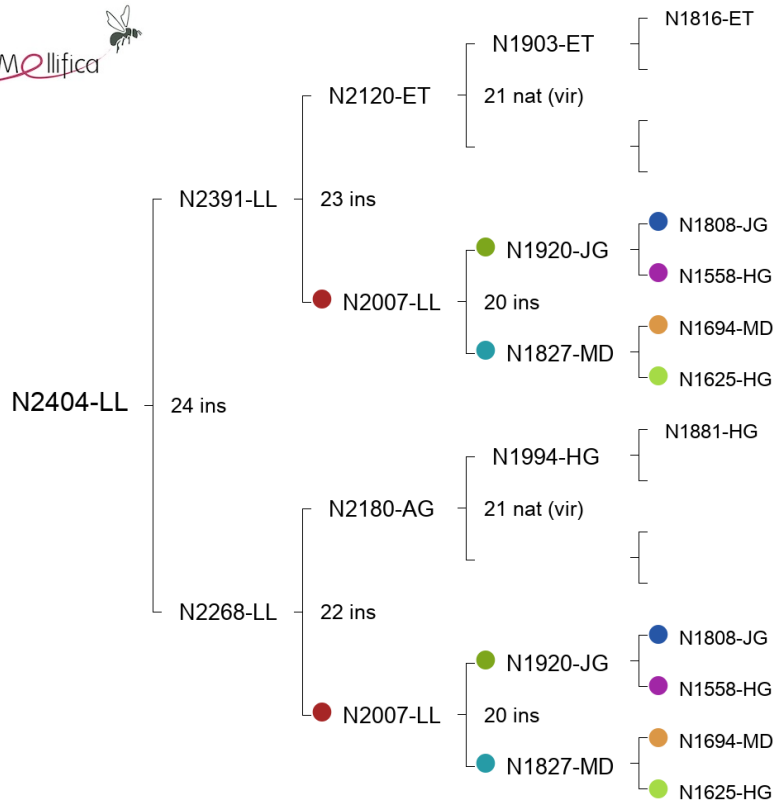 Mellifica
N1816-ET
N1903-ET
N2120-ET
21 nat (vir)
N2391-LL
23 ins
N1808-JG
N1920-JG
N1558-HG
N2007-LL
20 ins
N1694-MD
N1827-MD
N1625-HG
N2404-LL
24 ins
N1881-HG
N1994-HG
N2180-AG
21 nat (vir)
N2268-LL
22 ins
N1808-JG
N1920-JG
N1558-HG
N2007-LL
20 ins
N1694-MD
N1827-MD
N1625-HG